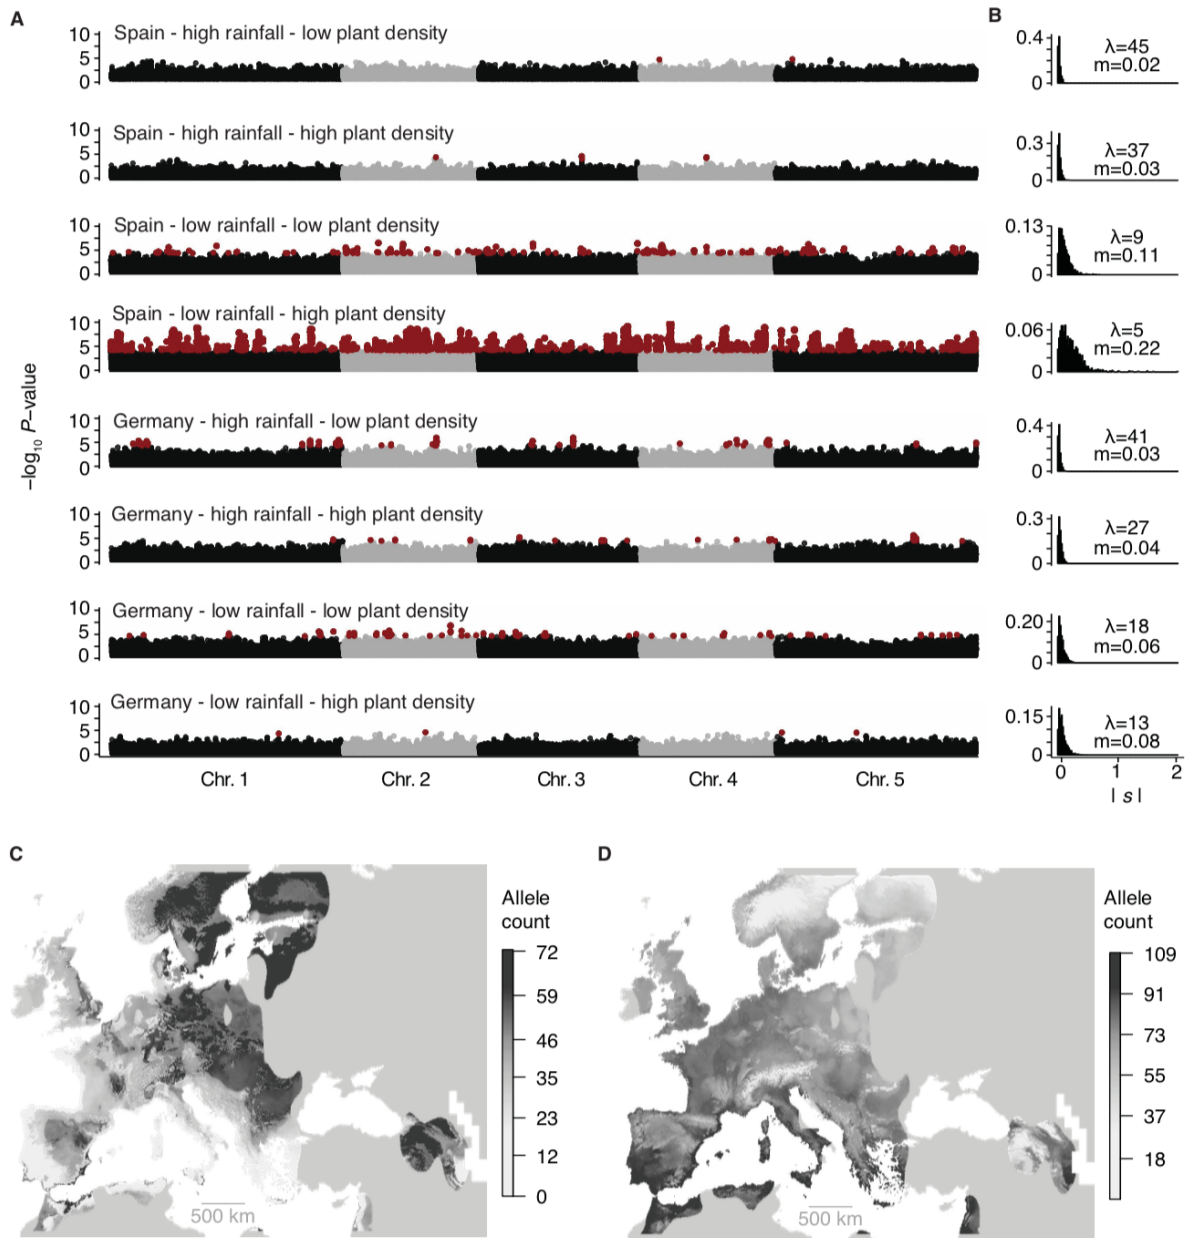 A
B
Spain - high rainfall - low plant density
10
5
0
0.4
0
λ=45
m=0.02
Spain - high rainfall - high plant density
10
5
0
0.3
0
λ=37
m=0.03
Spain - low rainfall - low plant density
10
5
0
0.13
0
λ=9
m=0.11
Spain - low rainfall - high plant density
10
5
0
0.06
0
λ=5
m=0.22
−log10 P−value
Germany - high rainfall - low plant density
10
5
0
0.4
0
λ=41
m=0.03
Germany - high rainfall - high plant density
10
5
0
0.3
0
λ=27
m=0.04
Germany - low rainfall - low plant density
10
5
0
0.20
0
λ=18
m=0.06
Germany - low rainfall - high plant density
10
5
0
0.15
0
λ=13
m=0.08
Chr. 1 Chr. 2 Chr. 3 Chr. 4 Chr. 5
0 1 2
| s |
C
Allele
count
72
59
46
35
23
12
0
500 km
D
Allele
count
109
91
73
55
37
18
500 km